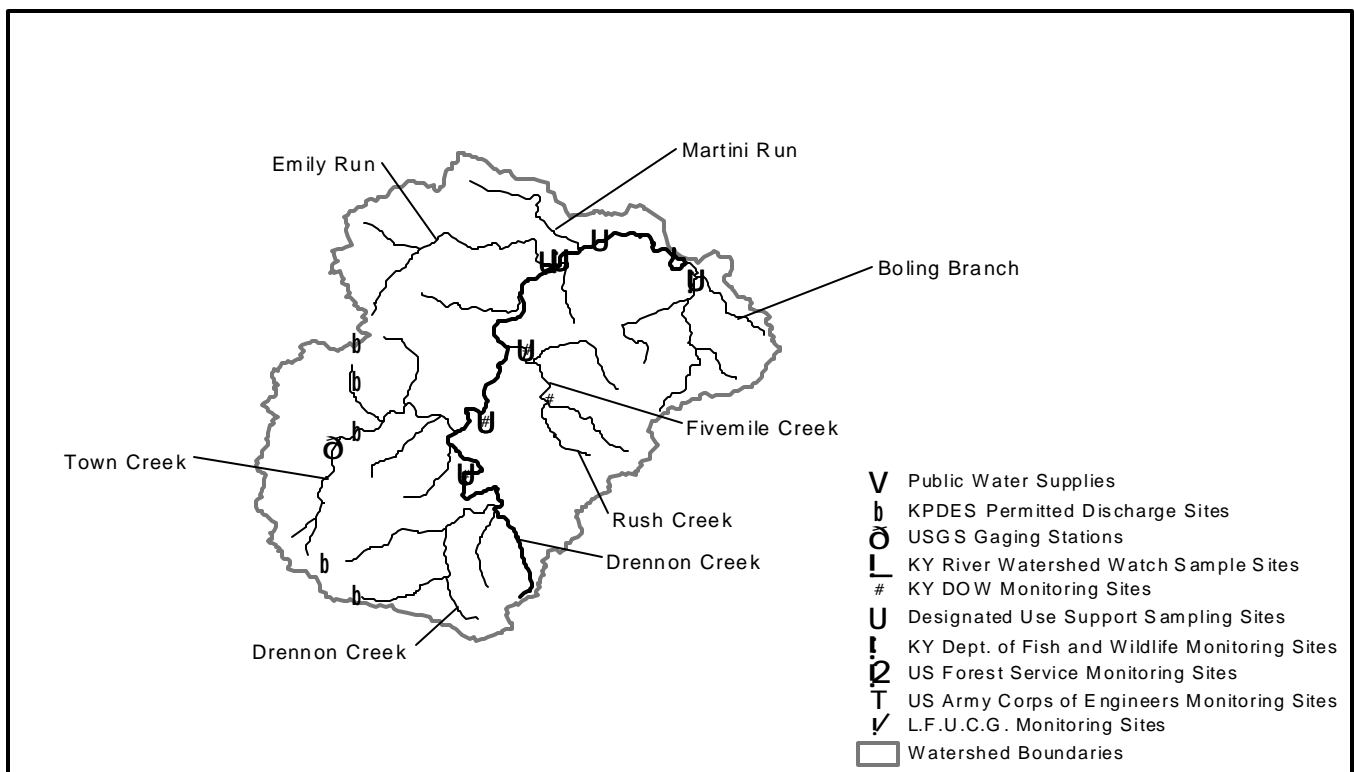 Martini Run
Emily Run
Boling Branch
Fivemile Creek
Town Creek
Rush Creek
Drennon Creek
Drennon Creek
V Public Water Supplies
b KPDES Permitted Discharge Sites
ð USGS Gaging Stations
KY River Watershed Watch Sample Sites
# KY DOW Monitoring Sites
U Designated Use Support Sampling Sites
KY Dept. of Fish and Wildlife Monitoring Sites
US Forest Service Monitoring Sites
T US Army Corps of Engineers Monitoring Sites
L.F.U.C.G. Monitoring Sites
Watershed Boundaries